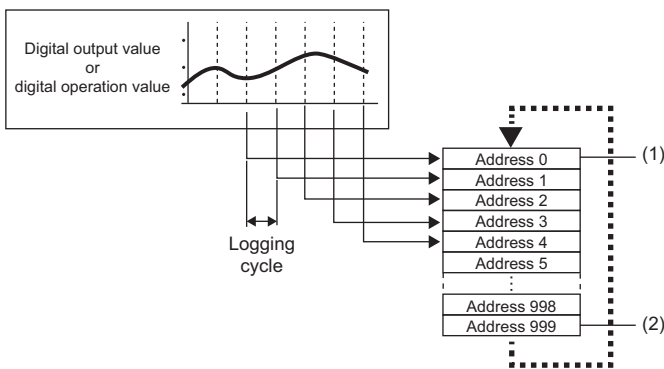 Digital output value
or
digital operation value
Logging
cycle
Address 0
Address 1
Address 2
Address 3
Address 4
Address 5
Address 998
Address 999
(1)
(2)